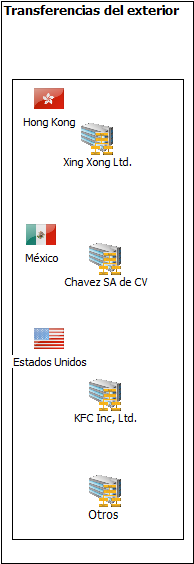 Transferencias del exterior
Hong Kong
Xing Xong Ltd.
México
Chavez SA de CV
Estados Unidos
KFC Inc, Ltd.
Otros